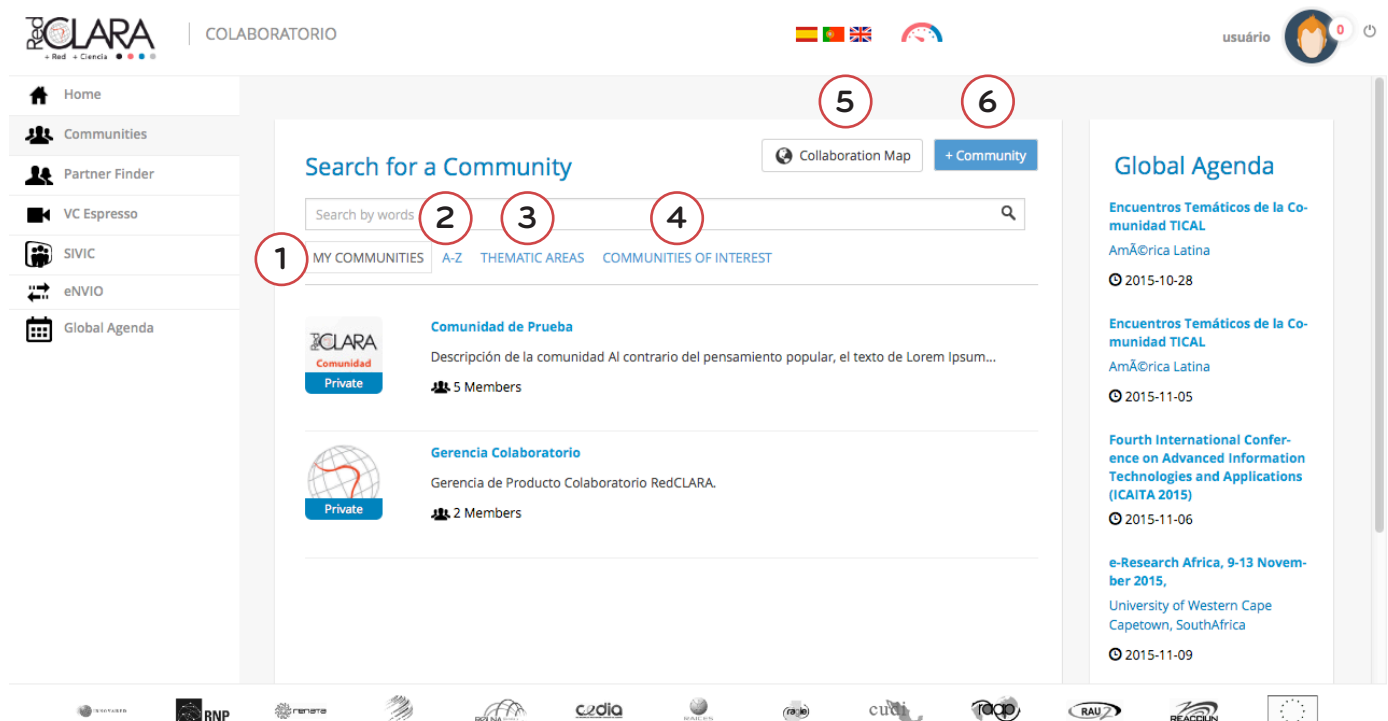 RedCLARA
+ Red + Ciencia
COLABORATORIO
usuário
0
Home
Communities
Partner Finder
VC Espresso
SIVIC
eNVIO
Global Agenda
5
6
Search for a Community
Collaboration Map
+ Community
Search by words
2
3
4
1
MY COMMUNITIES
A-Z
THEMATIC AREAS
COMMUNITIES OF INTEREST
CLARA
Comunidad
Private
Comunidad de Prueba
Descripción de la comunidad Al contrario del pensamiento popular, el texto de Lorem Ipsum...
5 Members
Private
Gerencia Colaboratorio
Gerencia de Producto Colaboratorio RedCLARA.
2 Members
Global Agenda
Encuentros Temáticos de la Co-
munidad TICAL
AmÃ©rica Latina
2015-10-28
Encuentros Temáticos de la Co-
munidad TICAL
AmÃ©rica Latina
2015-11-05
Fourth International Confer-
ence on Advanced Information
Technologies and Applications
(ICAITA 2015)
2015-11-06
e-Research Africa, 9-13 Novem-
ber 2015,
University of Western Cape
Capetown, SouthAfrica
2015-11-09
RNP
renata
cedia
RAICES
cudi
raap
RAU2
REACCIUN